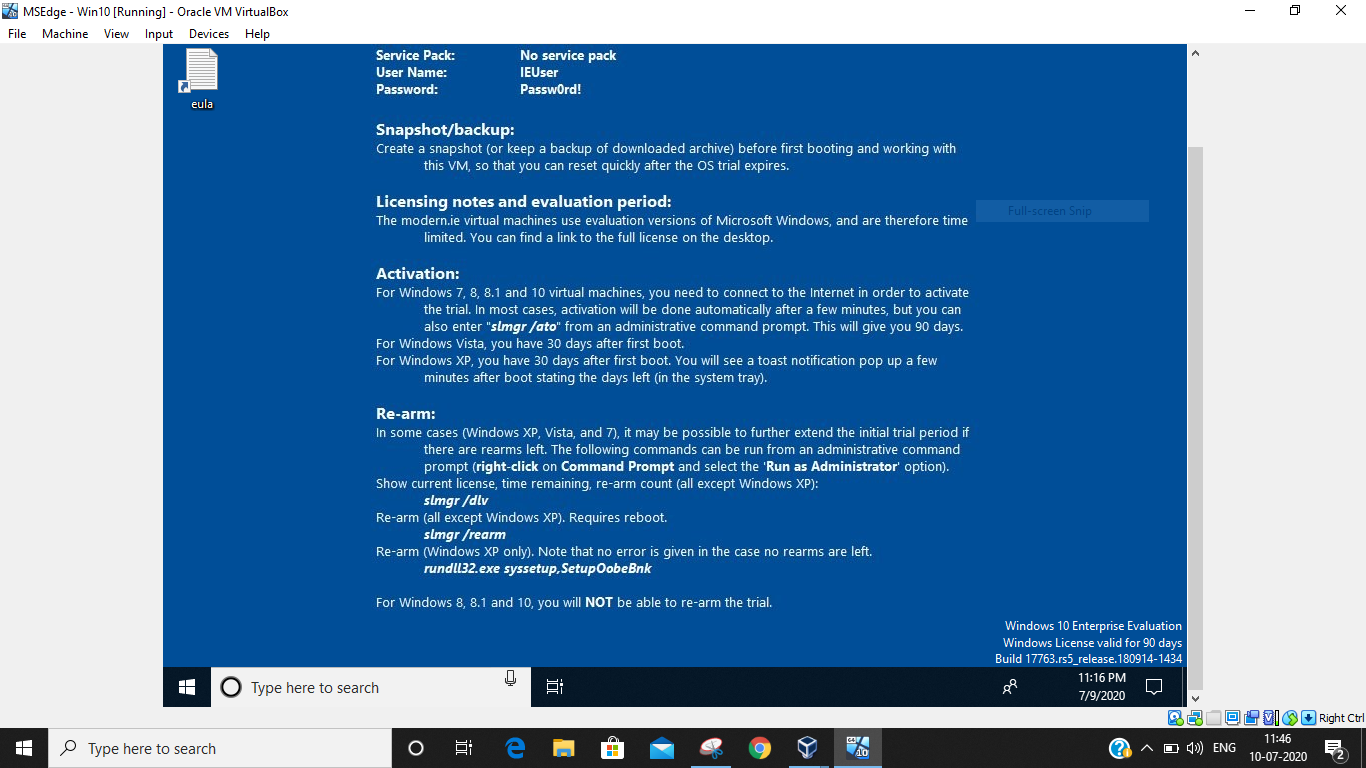 MSEdge - Win10 [Running] - Oracle VM VirtualBox
File Machine View Input Devices Help
eula
Service Pack: No service pack
User Name: IEUser
Password: Passw0rd!
Snapshot/backup:
Create a snapshot (or keep a backup of downloaded archive) before first booting and working with
this VM, so that you can reset quickly after the OS trial expires.
Licensing notes and evaluation period:
The modern.ie virtual machines use evaluation versions of Microsoft Windows, and are therefore time
limited. You can find a link to the full license on the desktop.
Full-screen Snip
Activation:
For Windows 7, 8, 8.1 and 10 virtual machines, you need to connect to the Internet in order to activate
the trial. In most cases, activation will be done automatically after a few minutes, but you can
also enter "slmgr /ato" from an administrative command prompt. This will give you 90 days.
For Windows Vista, you have 30 days after first boot.
For Windows XP, you have 30 days after first boot. You will see a toast notification pop up a few
minutes after boot stating the days left (in the system tray).
Re-arm:
In some cases (Windows XP, Vista, and 7), it may be possible to further extend the initial trial period if
there are rearms left. The following commands can be run from an administrative command
prompt (right-click on Command Prompt and select the 'Run as Administrator' option).
Show current license, time remaining, re-arm count (all except Windows XP):
slmgr /dlv
Re-arm (all except Windows XP). Requires reboot.
slmgr /rearm
Re-arm (Windows XP only). Note that no error is given in the case no rearms are left.
rundll32.exe syssetup,SetupOobeBnk
For Windows 8, 8.1 and 10, you will NOT be able to re-arm the trial.
Windows 10 Enterprise Evaluation
Windows License valid for 90 days
Build 17763.rs5_release.180914-1434
Type here to search
11:16 PM
7/9/2020
Right Ctrl
Type here to search
ENG
11:46
10-07-2020
2